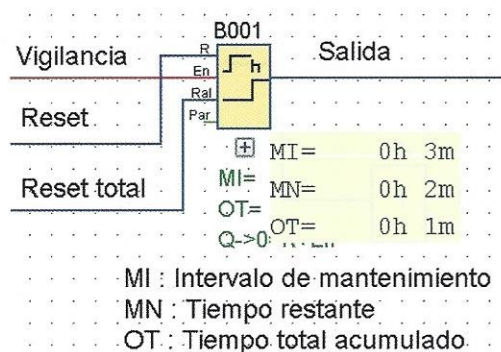 B001
Vigilancia
R
Salida
En
h
Ral
Reset
Par
MI= 0h 3m
MI=
MN= 0h 2m
Reset total
OT=
OT= 0h 1m
Q->0:
MI : Intervalo de mantenimiento
MN : Tiempo restante
OT : Tiempo total acumulado